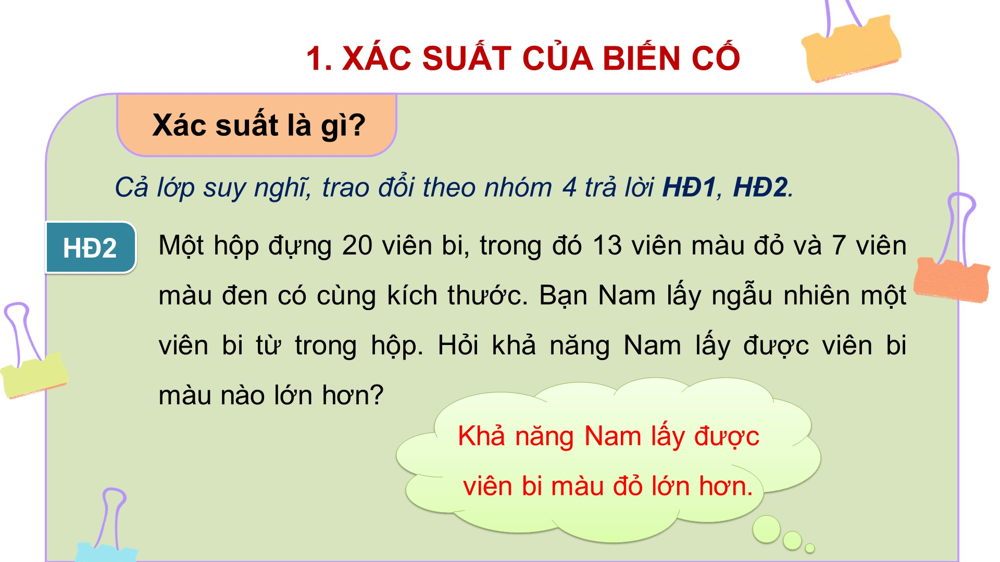 1. XÁC SUẤT CỦA BIẾN CỐ
Xác suất là gì?
Cả lớp suy nghĩ, trao đổi theo nhóm 4 trả lời HĐ1, HĐ2.
HĐ2
Một hộp đựng 20 viên bi, trong đó 13 viên màu đỏ và 7 viên
màu đen có cùng kích thước. Bạn Nam lấy ngẫu nhiên một
viên bi từ trong hộp. Hỏi khả năng Nam lấy được viên bi
màu nào lớn hơn?
Khả năng Nam lấy được
viên bi màu đỏ lớn hơn.